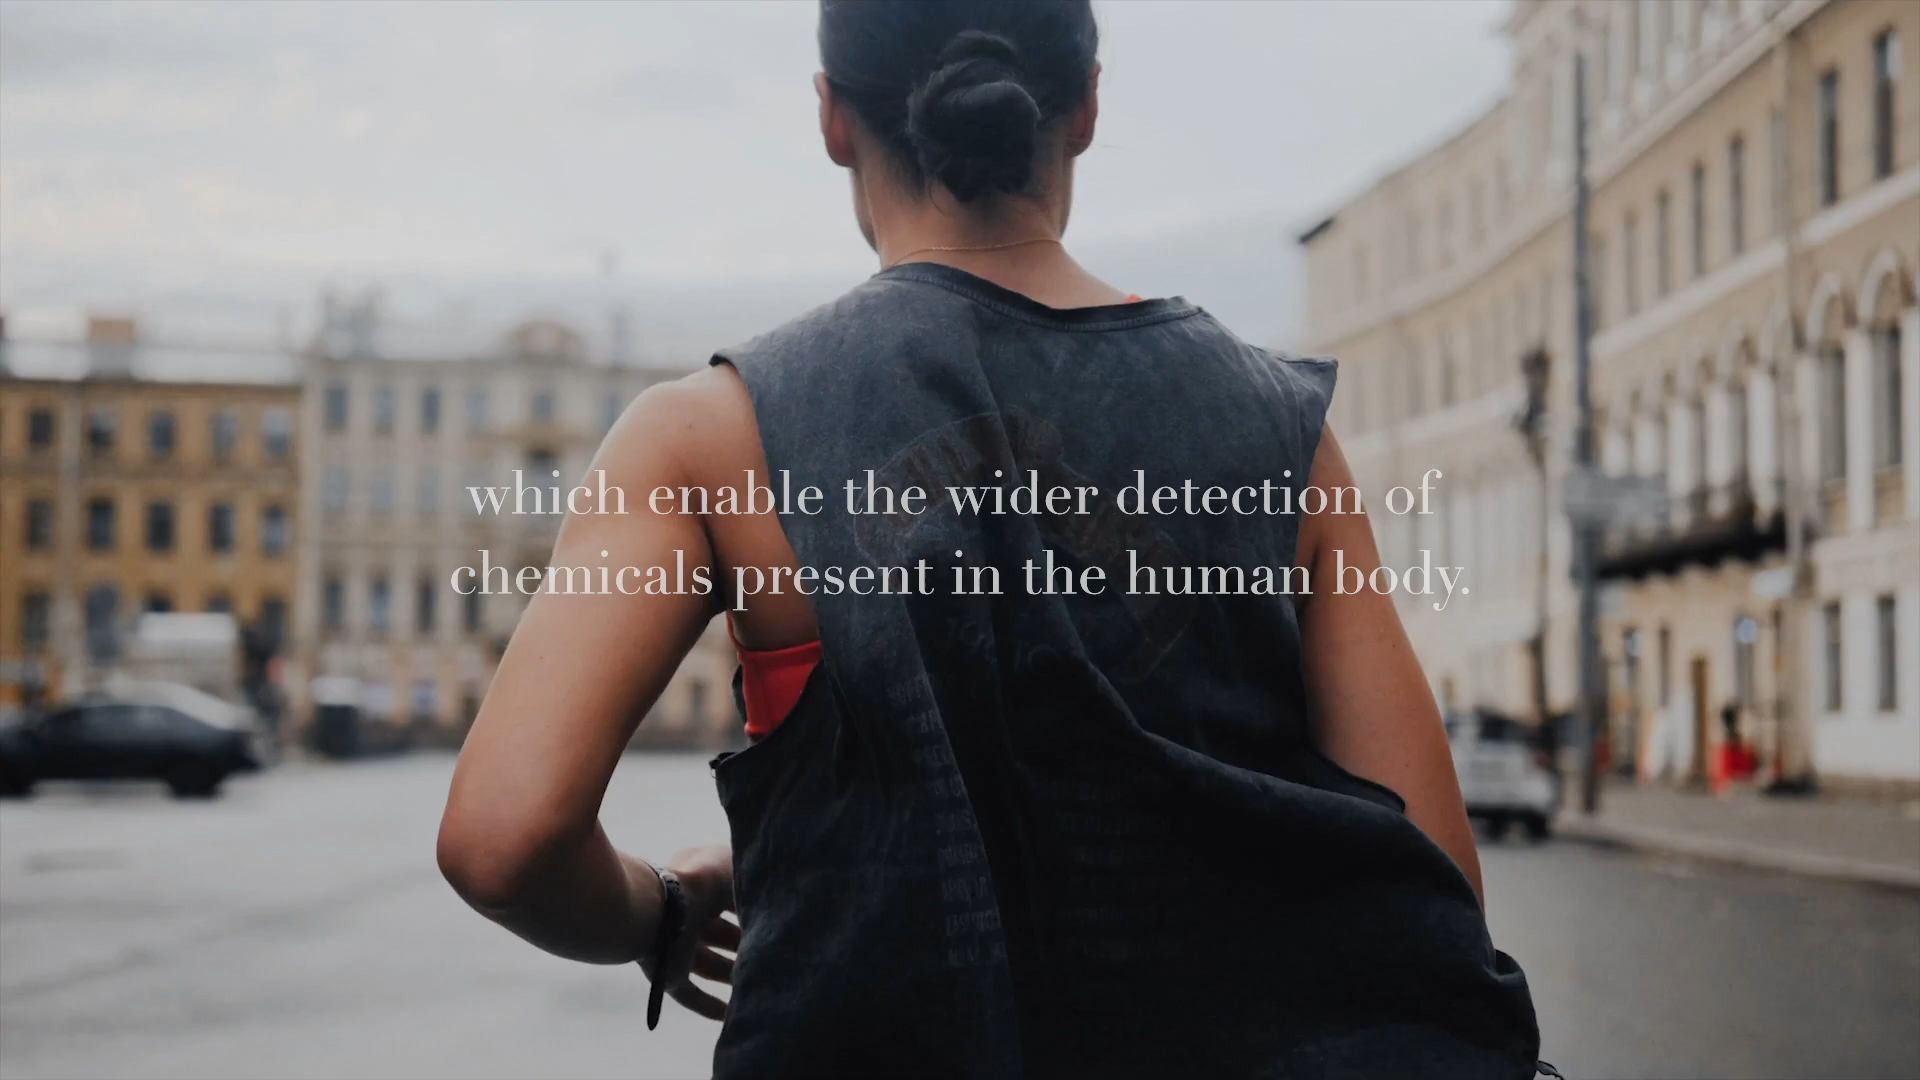 which enable the wider detection of
chemicals present in the human body.